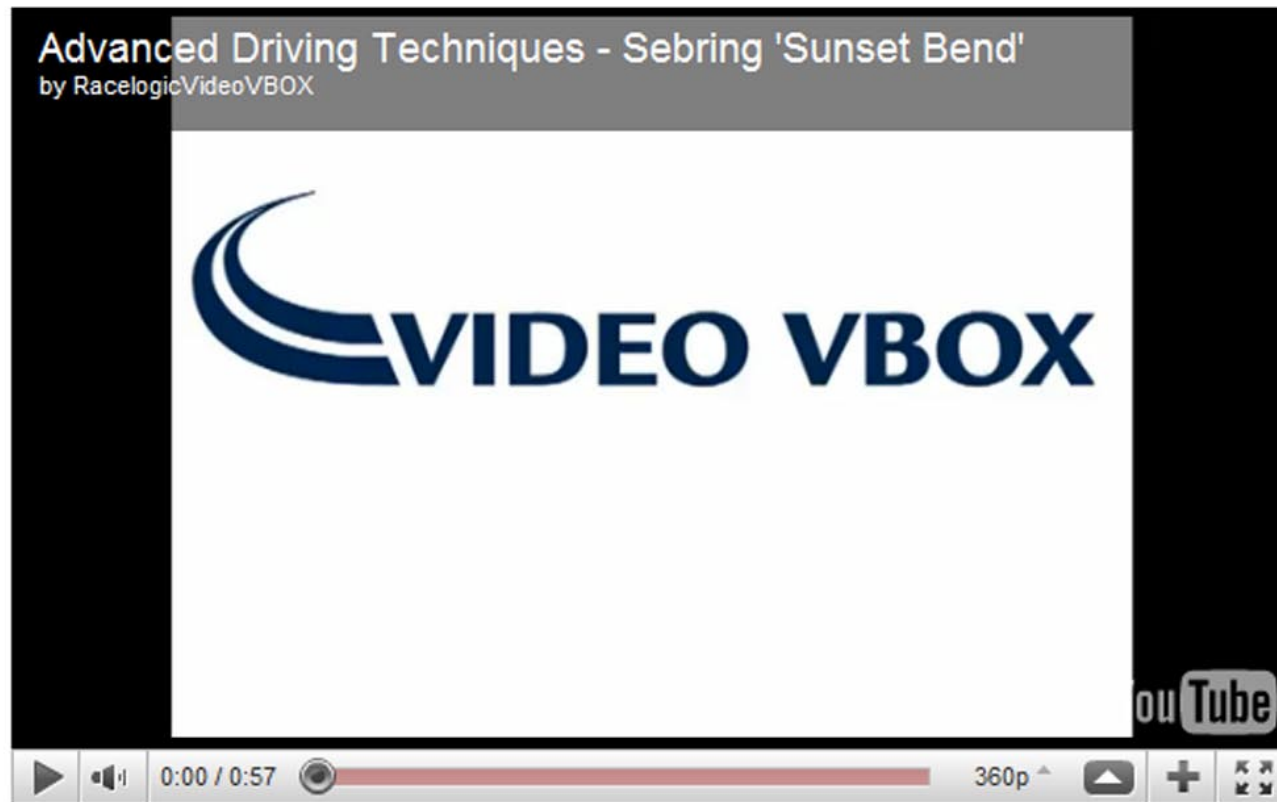 Advanced Driving Techniques - Sebring 'Sunset Bend'
by RacelogicVideoVBOX
VIDEO VBOX
ouTube
0:00 / 0:57
360p